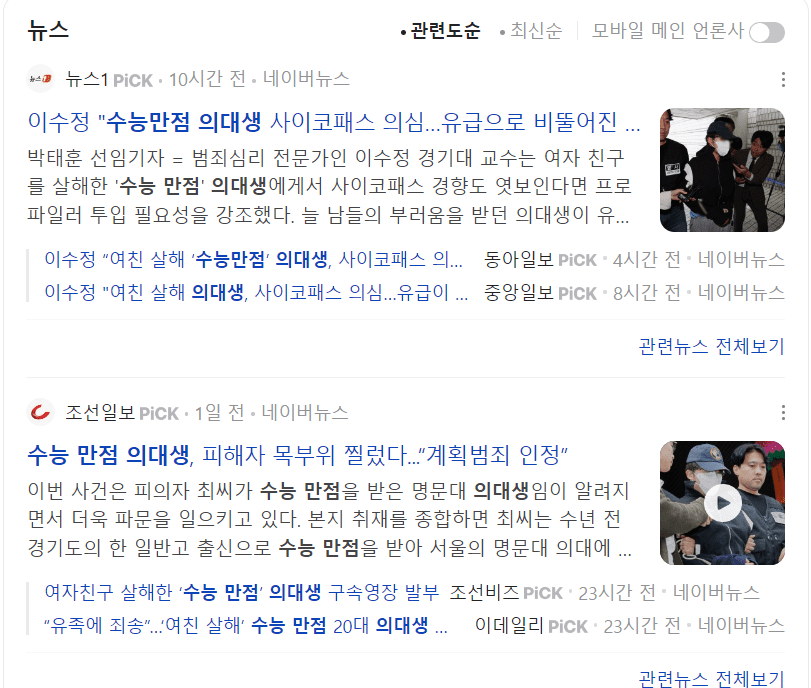 뉴스
• 관련도순 • 최신순 모바일 메인 언론사
뉴스1 PiCK · 10시간 전 · 네이버뉴스
이수정 "수능만점 의대생 사이코패스 의심…유급으로 비뚤어진 ...
박태훈 선임기자 = 범죄심리 전문가인 이수정 경기대 교수는 여자 친구
를 살해한 '수능 만점' 의대생에게서 사이코패스 경향도 엿보인다면 프로
파일러 투입 필요성을 강조했다. 늘 남들의 부러움을 받던 의대생이 유...
이수정 “여친 살해 ‘수능만점’ 의대생, 사이코패스 의... 동아일보 PiCK · 4시간 전 · 네이버뉴스
이수정 "여친 살해 의대생, 사이코패스 의심…유급이 ... 중앙일보 PiCK · 8시간 전 · 네이버뉴스
관련뉴스 전체보기
조선일보 PiCK · 1일 전 · 네이버뉴스
수능 만점 의대생, 피해자 목부위 찔렀다…“계획범죄 인정”
이번 사건은 피의자 최씨가 수능 만점을 받은 명문대 의대생임이 알려지
면서 더욱 파문을 일으키고 있다. 본지 취재를 종합하면 최씨는 수년 전
경기도의 한 일반고 출신으로 수능 만점을 받아 서울의 명문대 의대에 ...
여자친구 살해한 ‘수능 만점’ 의대생 구속영장 발부 조선비즈 PiCK · 23시간 전 · 네이버뉴스
“유족에 죄송”…‘여친 살해’ 수능 만점 20대 의대생 ... 이데일리 PiCK · 23시간 전 · 네이버뉴스
관련뉴스 전체보기